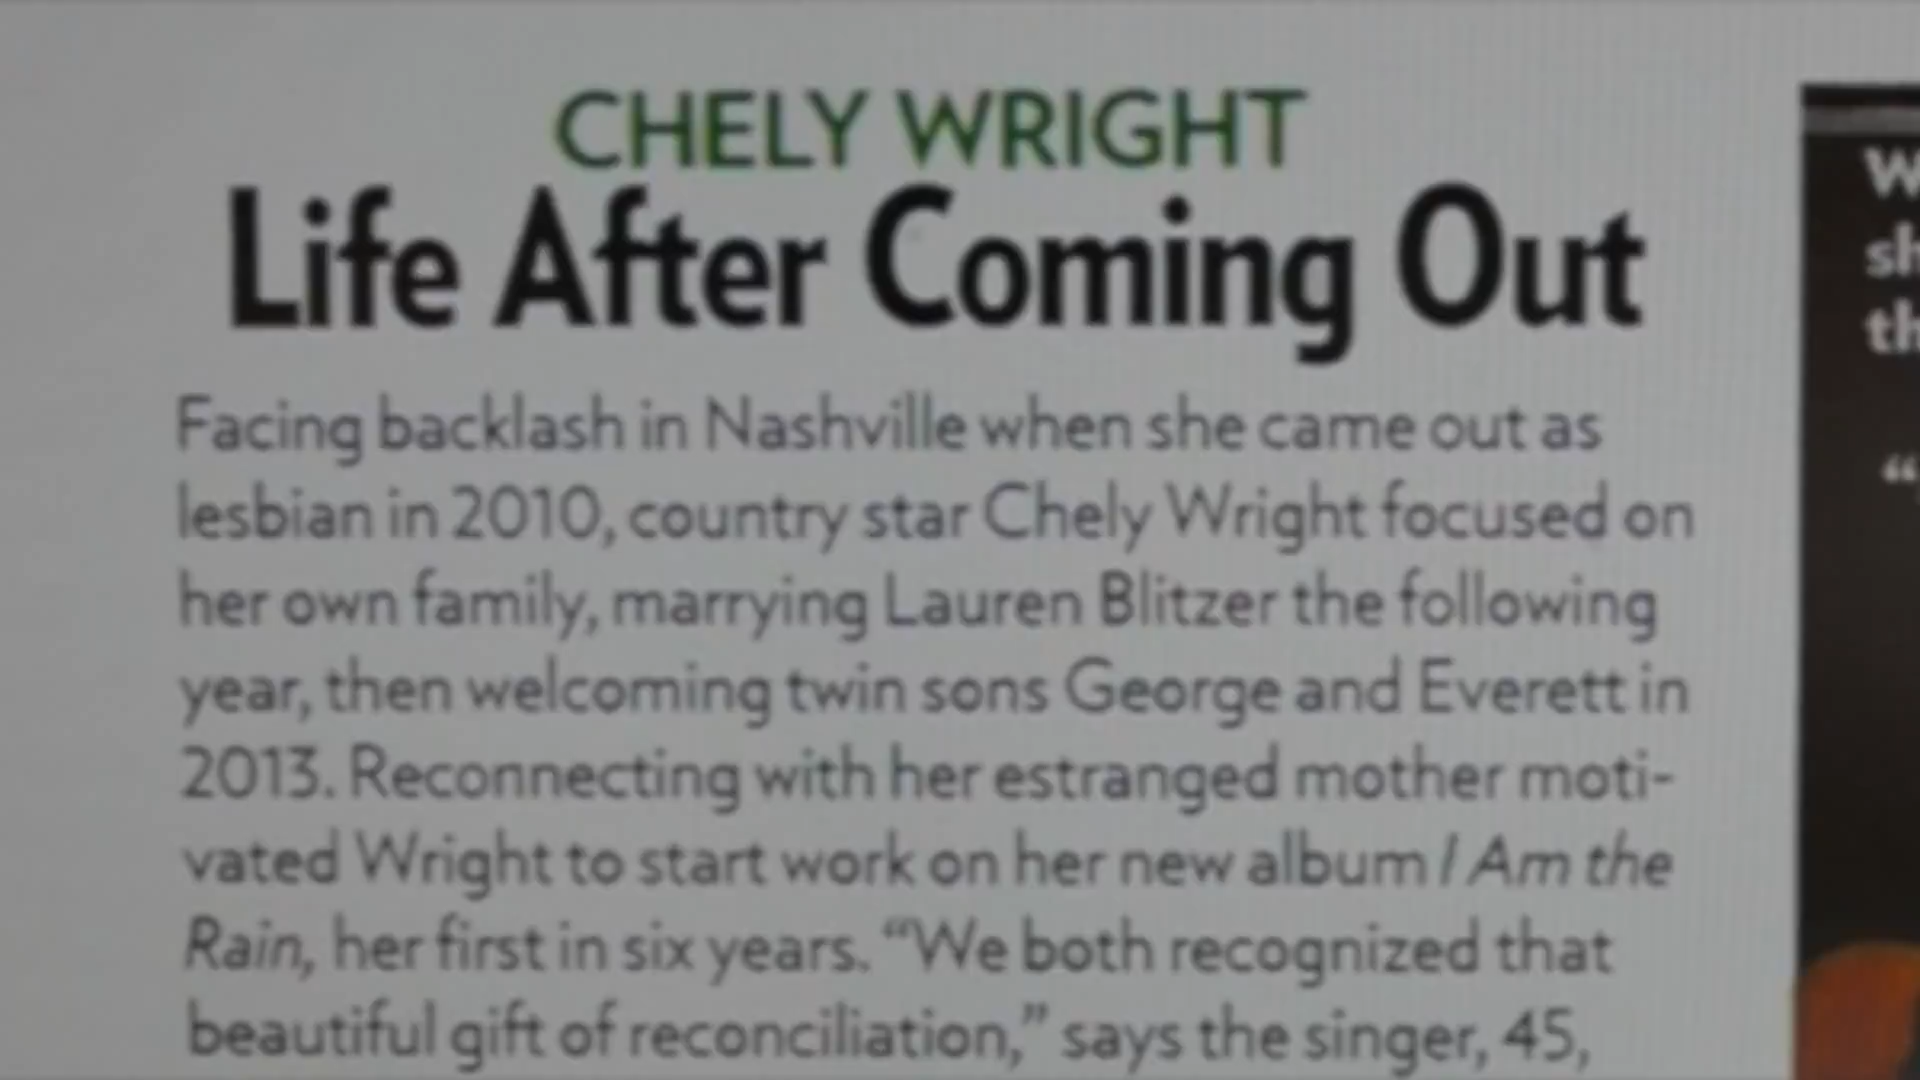 CHELY WRIGHT
Life After Coming Out
Facing backlash in Nashville when she came out as
lesbian in 2010, country star Chely Wright focused on
her own family, marrying Lauren Blitzer the following
year, then welcoming twin sons George and Everett in
2013. Reconnecting with her estranged mother moti-
vated Wright to start work on her new album I Am the
Rain, her first in six years. “We both recognized that
beautiful gift of reconciliation,” says the singer, 45,